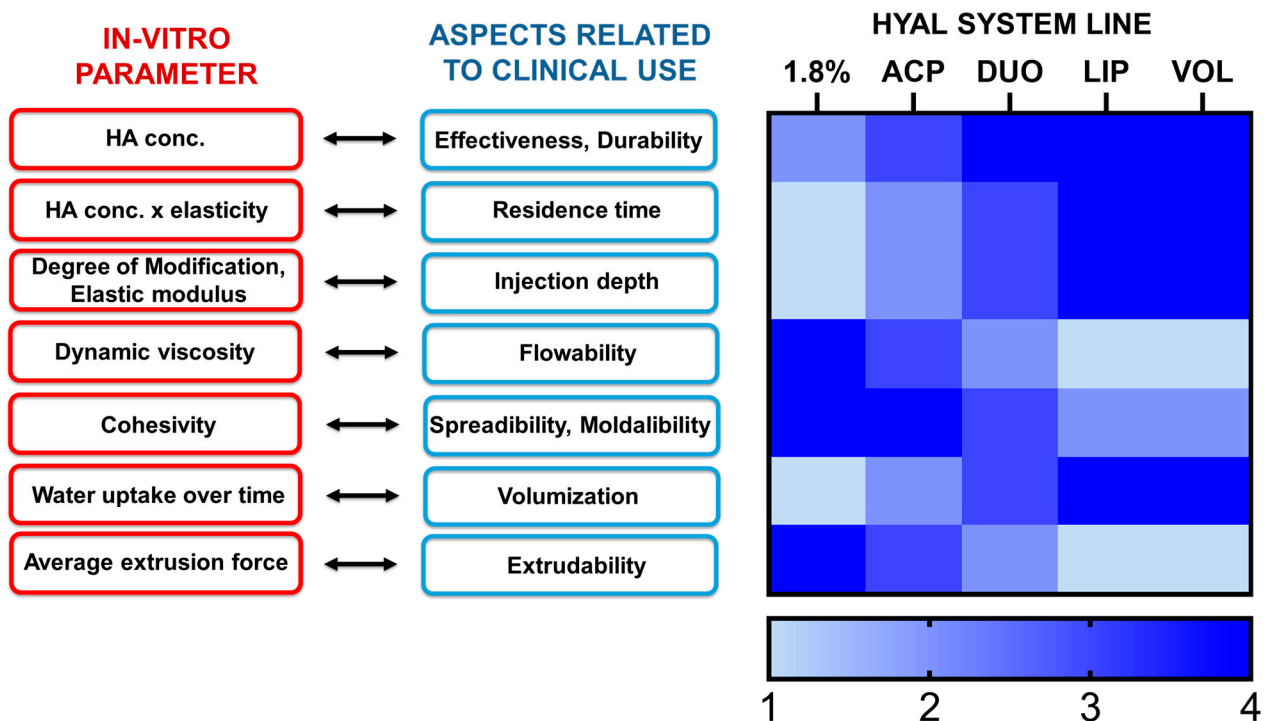 IN-VITRO
PARAMETER
ASPECTS RELATED
TO CLINICAL USE
HYAL SYSTEM LINE
1.8% ACP DUO LIP VOL
HA conc.
Effectiveness, Durability
HA conc. x elasticity
Residence time
Degree of Modification,
Elastic modulus
Injection depth
Dynamic viscosity
Flowability
Cohesivity
Spreadibility, Moldalibility
Water uptake over time
Volumization
Average extrusion force
Extrudability
1 2 3 4